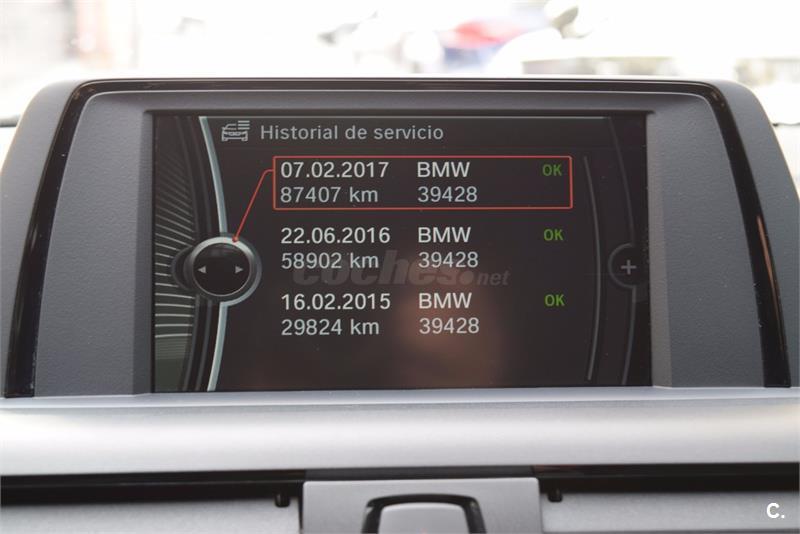 Historial de servicio
07.02.2017 BMW OK
87407 km 39428
22.06.2016 BMW OK
58902 km 39428
coches.net
16.02.2015 BMW OK
29824 km 39428
c.